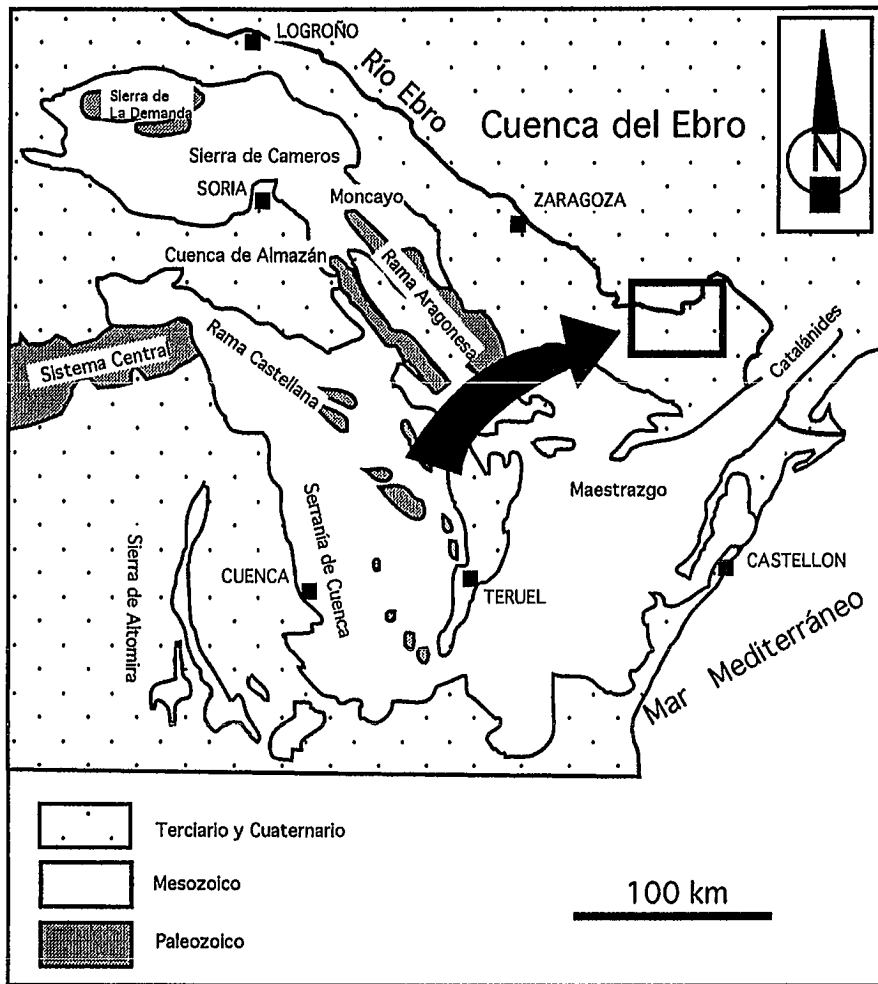 LOGROÑO
Río Ebro
Sierra de
La Demanda
Cuenca del Ebro
N
Sierra de Cameros
SORIA
Moncayo
ZARAGOZA
Cuenca de Almazán
Rama Aragonesa
Sistema Central
Rama Castellana
Catalánides
Maestrazgo
Serranía de Cuenca
Sierra de Altomira
CUENCA
TERUEL
CASTELLON
Mar Mediterráneo
Terciario y Cuaternario
Mesozoico
Paleozoico
100 km